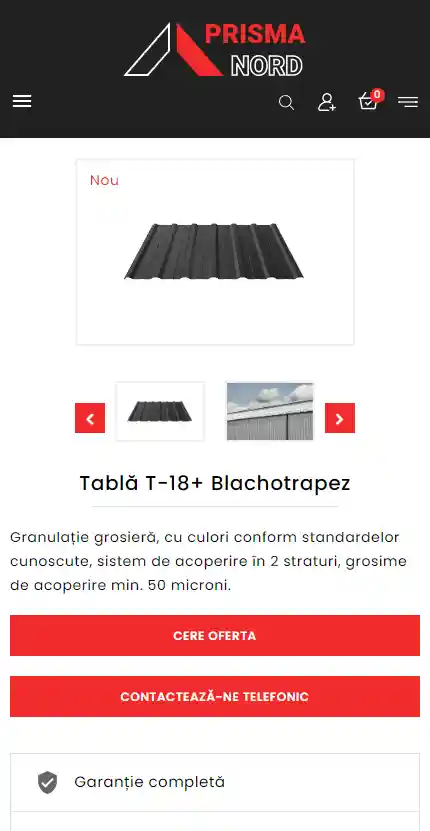 PRISMA
NORD
0
Nou
Tablă T-18+ Blachotrapez
Granulație grosieră, cu culori conform standardelor
cunoscute, sistem de acoperire în 2 straturi, grosime
de acoperire min. 50 microni.
CERE OFERTA
CONTACTEAZĂ-NE TELEFONIC
Garanție completă